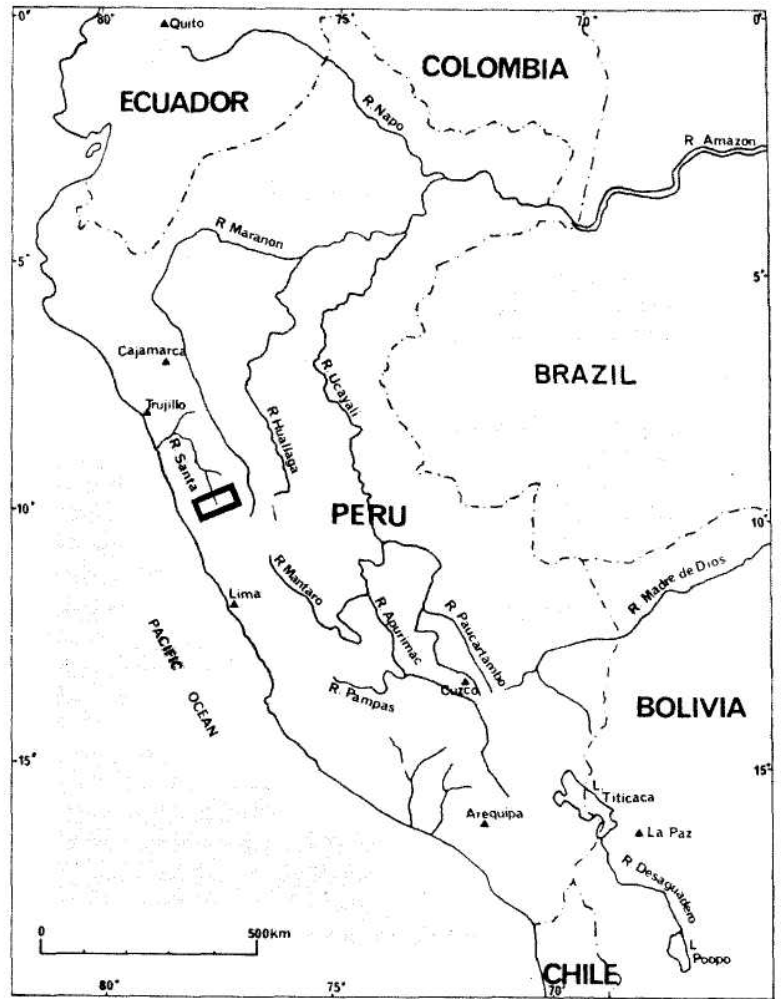 0°
80°
75°
70°
0°
Quito
COLOMBIA
ECUADOR
R. Napo
R Amazon
R Maranon
5°
5°
Cajamarca
R. Ucayali
BRAZIL
Trujillo
R Huallaga
R. Santa
10°
PERU
10°
R Mantaro
R. Madre de Dios
Lima
R. Apurimac
R. Paucartambo
PACIFIC
OCEAN
Cuzco
R. Pampas
BOLIVIA
15°
15°
L.
Titicaca
Arequipa
La Paz
R Desaguadero
0
500km
L
Poopo
CHILE
80°
75°
70°